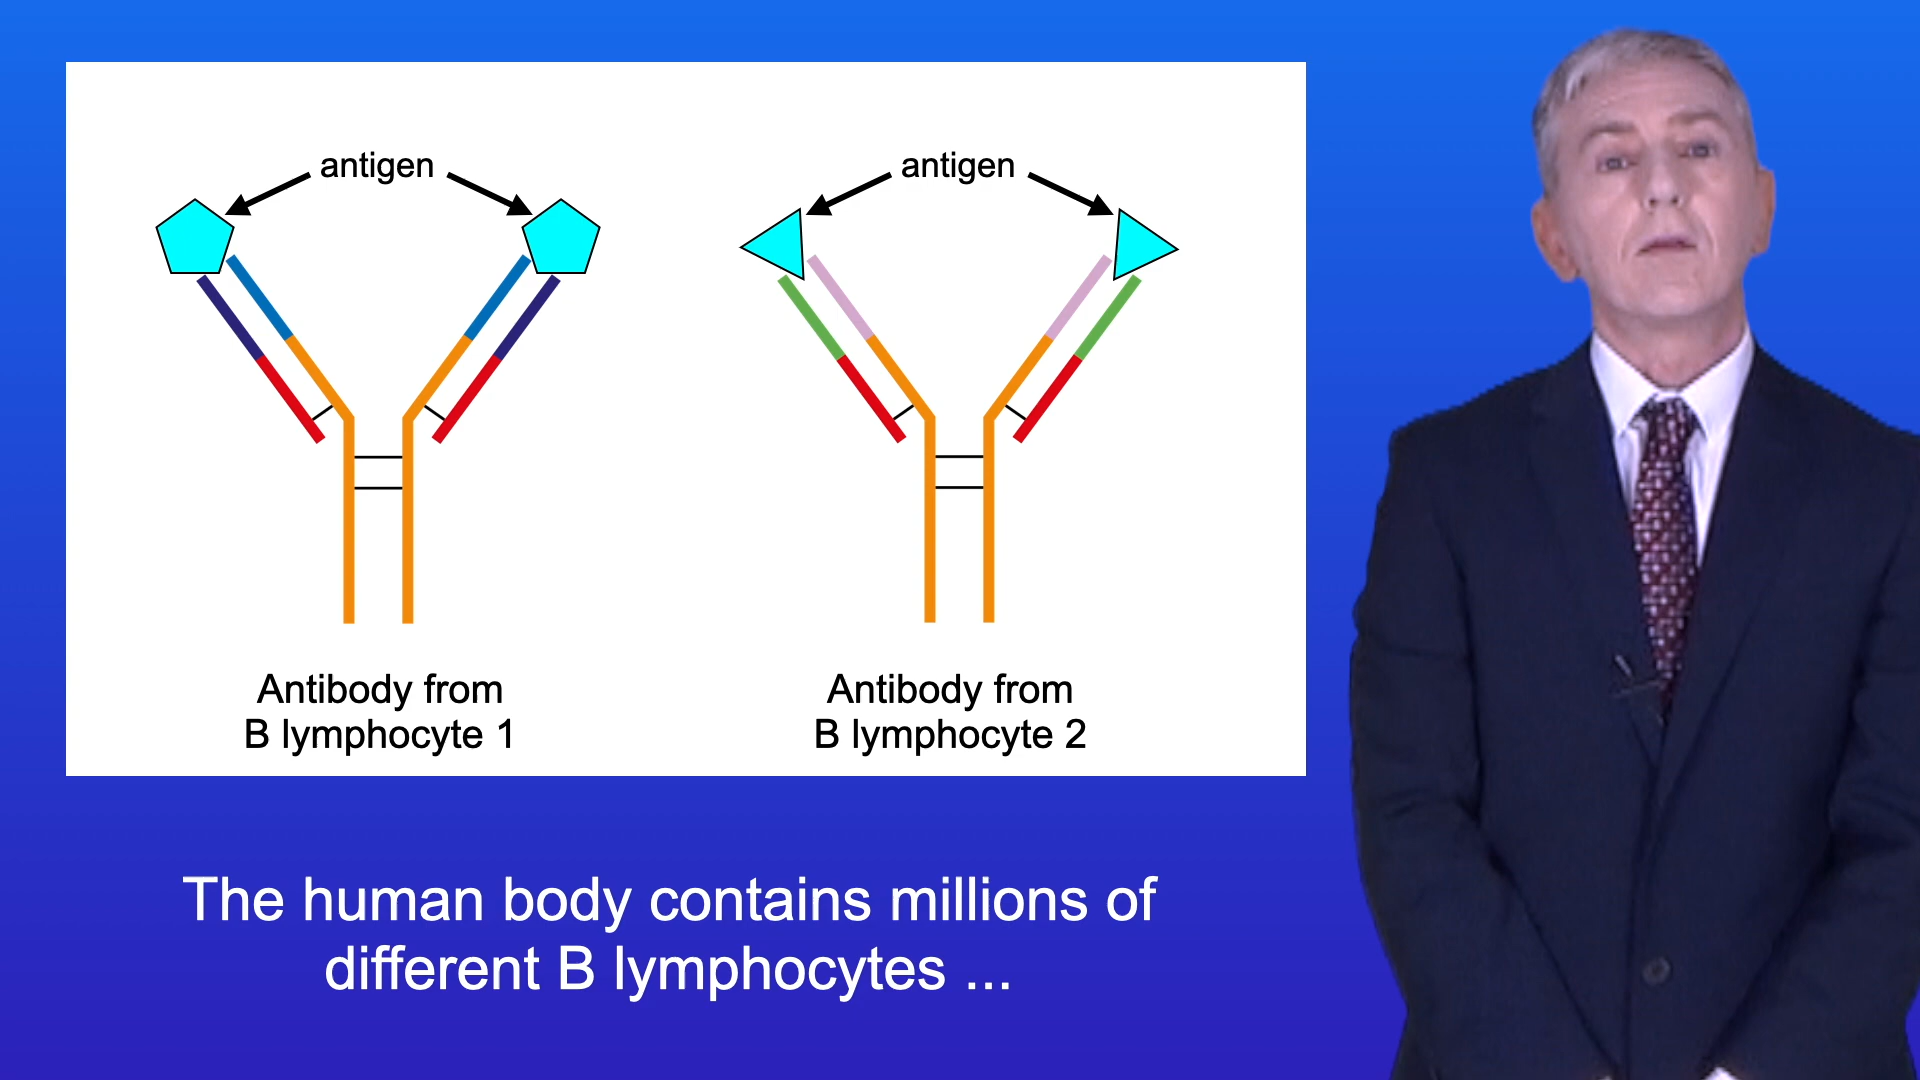 antigen
antigen
Antibody from
B lymphocyte 1
Antibody from
B lymphocyte 2
The human body contains millions of
different B lymphocytes ...